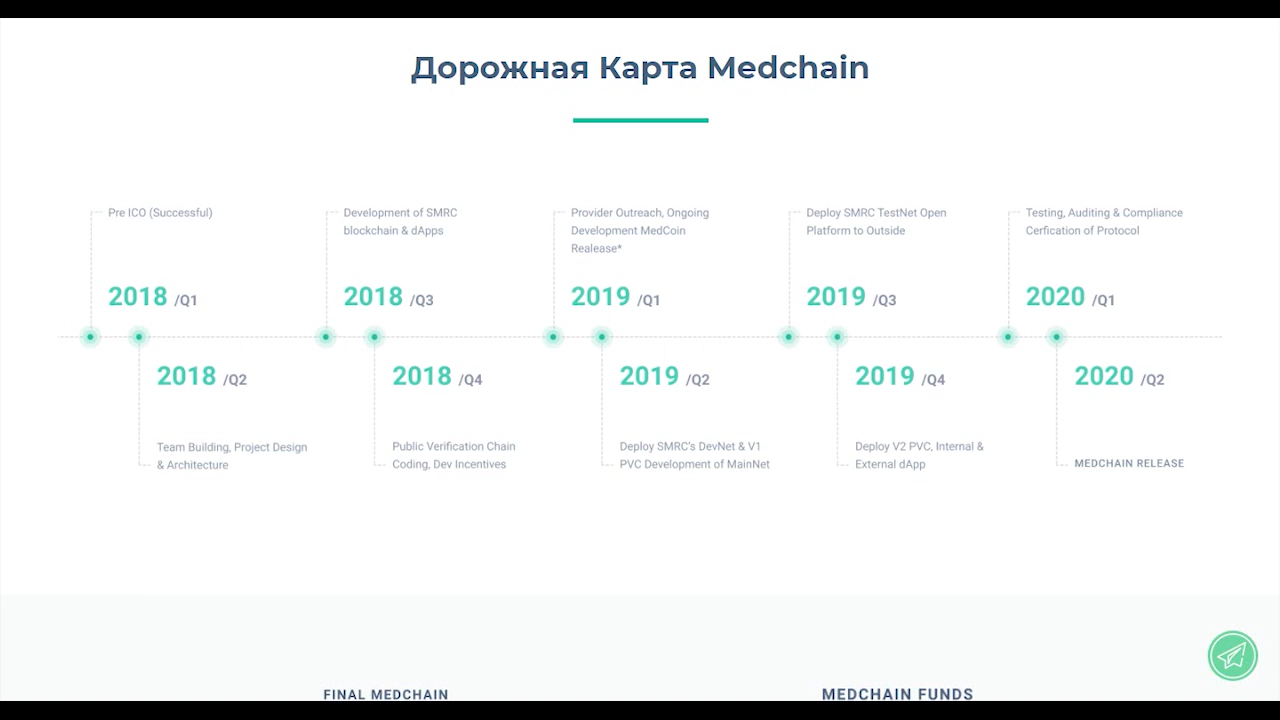 Дорожная Карта Medchain
Pre ICO (Successful)
2018 /Q1
Team Building, Project Design
& Architecture
2018 /Q2
Development of SMRC
blockchain & dApps
2018 /Q3
Public Verification Chain
Coding, Dev Incentives
2018 /Q4
Provider Outreach, Ongoing
Development MedCoin
Realease*
2019 /Q1
Deploy SMRC's DevNet & V1
PVC Development of MainNet
2019 /Q2
Deploy SMRC TestNet Open
Platform to Outside
2019 /Q3
Deploy V2 PVC, Internal &
External dApp
2019 /Q4
Testing, Auditing & Compliance
Cerfication of Protocol
2020 /Q1
MEDCHAIN RELEASE
2020 /Q2
FINAL MEDCHAIN
MEDCHAIN FUNDS